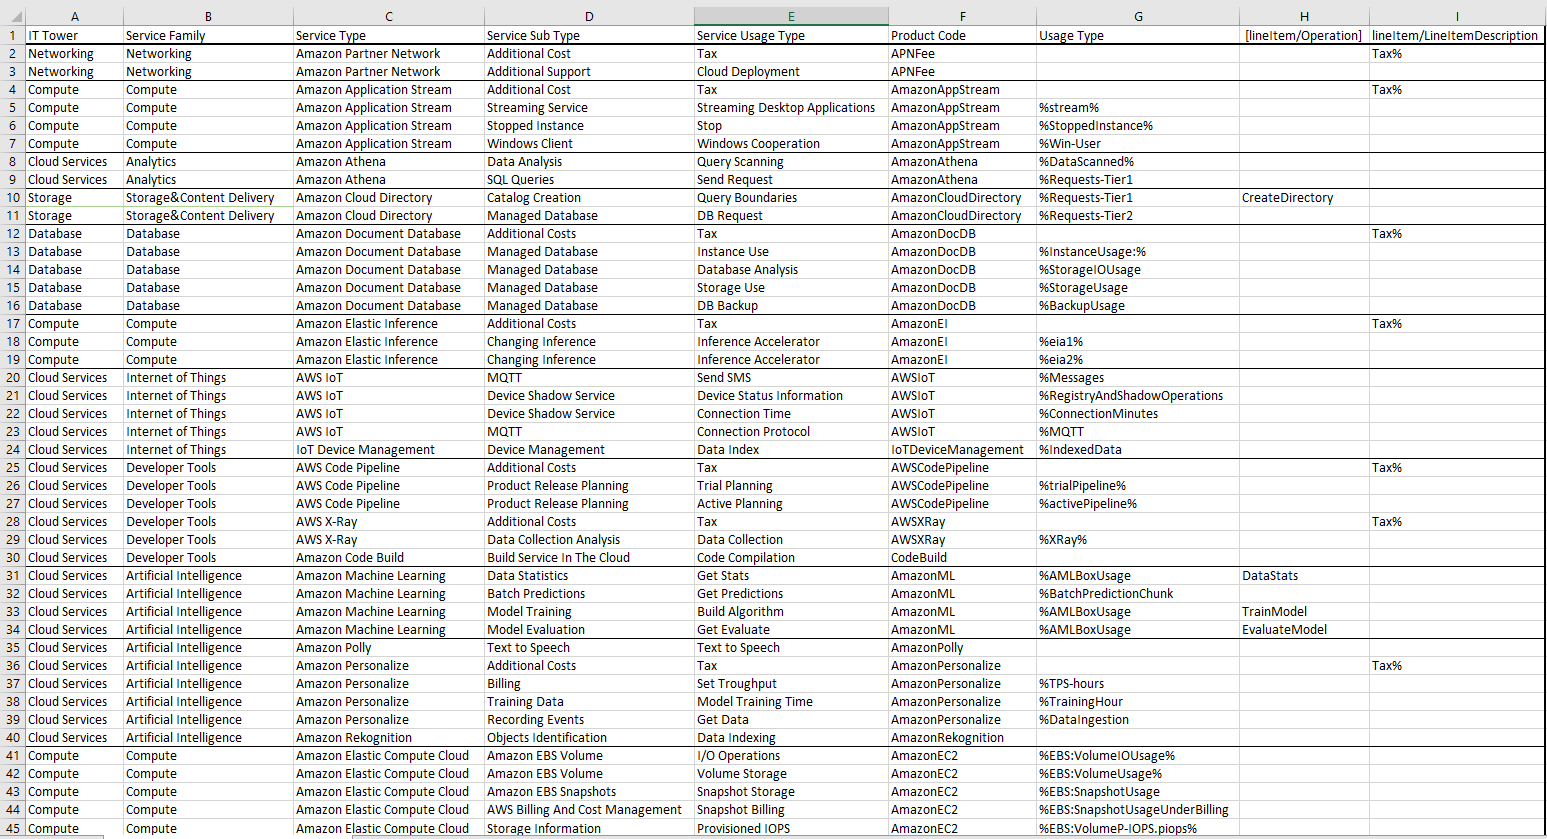 A B C D E F G H I
1 IT Tower Service Family Service Type Service Sub Type Service Usage Type Product Code Usage Type [lineItem/Operation] lineItem/LineItemDescription
2 Networking Networking Amazon Partner Network Additional Cost Tax APNFee Tax%
3 Networking Networking Amazon Partner Network Additional Support Cloud Deployment APNFee
4 Compute Compute Amazon Application Stream Additional Cost Tax AmazonAppStream Tax%
5 Compute Compute Amazon Application Stream Streaming Service Streaming Desktop Applications AmazonAppStream %stream%
6 Compute Compute Amazon Application Stream Stopped Instance Stop AmazonAppStream %StoppedInstance%
7 Compute Compute Amazon Application Stream Windows Client Windows Cooperation AmazonAppStream %Win-User
8 Cloud Services Analytics Amazon Athena Data Analysis Query Scanning AmazonAthena %DataScanned%
9 Cloud Services Analytics Amazon Athena SQL Queries Send Request AmazonAthena %Requests-Tier1
10 Storage Storage&Content Delivery Amazon Cloud Directory Catalog Creation Query Boundaries AmazonCloudDirectory %Requests-Tier1 CreateDirectory
11 Storage Storage&Content Delivery Amazon Cloud Directory Managed Database DB Request AmazonCloudDirectory %Requests-Tier2
12 Database Database Amazon Document Database Additional Costs Tax AmazonDocDB Tax%
13 Database Database Amazon Document Database Managed Database Instance Use AmazonDocDB %InstanceUsage:%
14 Database Database Amazon Document Database Managed Database Database Analysis AmazonDocDB %StorageIOUsage
15 Database Database Amazon Document Database Managed Database Storage Use AmazonDocDB %StorageUsage
16 Database Database Amazon Document Database Managed Database DB Backup AmazonDocDB %BackupUsage
17 Compute Compute Amazon Elastic Inference Additional Costs Tax AmazonEI Tax%
18 Compute Compute Amazon Elastic Inference Changing Inference Inference Accelerator AmazonEI %eia1%
19 Compute Compute Amazon Elastic Inference Changing Inference Inference Accelerator AmazonEI %eia2%
20 Cloud Services Internet of Things AWS IoT MQTT Send SMS AWSIoT %Messages
21 Cloud Services Internet of Things AWS IoT Device Shadow Service Device Status Information AWSIoT %RegistryAndShadowOperations
22 Cloud Services Internet of Things AWS IoT Device Shadow Service Connection Time AWSIoT %ConnectionMinutes
23 Cloud Services Internet of Things AWS IoT MQTT Connection Protocol AWSIoT %MQTT
24 Cloud Services Internet of Things IoT Device Management Device Management Data Index IoTDeviceManagement %IndexedData
25 Cloud Services Developer Tools AWS Code Pipeline Additional Costs Tax AWSCodePipeline Tax%
26 Cloud Services Developer Tools AWS Code Pipeline Product Release Planning Trial Planning AWSCodePipeline %trialPipeline%
27 Cloud Services Developer Tools AWS Code Pipeline Product Release Planning Active Planning AWSCodePipeline %activePipeline%
28 Cloud Services Developer Tools AWS X-Ray Additional Costs Tax AWSXRay Tax%
29 Cloud Services Developer Tools AWS X-Ray Data Collection Analysis Data Collection AWSXRay %XRay%
30 Cloud Services Developer Tools Amazon Code Build Build Service In The Cloud Code Compilation CodeBuild
31 Cloud Services Artificial Intelligence Amazon Machine Learning Data Statistics Get Stats AmazonML %AMLBoxUsage DataStats
32 Cloud Services Artificial Intelligence Amazon Machine Learning Batch Predictions Get Predictions AmazonML %BatchPredictionChunk
33 Cloud Services Artificial Intelligence Amazon Machine Learning Model Training Build Algorithm AmazonML %AMLBoxUsage TrainModel
34 Cloud Services Artificial Intelligence Amazon Machine Learning Model Evaluation Get Evaluate AmazonML %AMLBoxUsage EvaluateModel
35 Cloud Services Artificial Intelligence Amazon Polly Text to Speech Text to Speech AmazonPolly
36 Cloud Services Artificial Intelligence Amazon Personalize Additional Costs Tax AmazonPersonalize Tax%
37 Cloud Services Artificial Intelligence Amazon Personalize Billing Set Troughput AmazonPersonalize %TPS-hours
38 Cloud Services Artificial Intelligence Amazon Personalize Training Data Model Training Time AmazonPersonalize %TrainingHour
39 Cloud Services Artificial Intelligence Amazon Personalize Recording Events Get Data AmazonPersonalize %DataIngestion
40 Cloud Services Artificial Intelligence Amazon Rekognition Objects Identification Data Indexing AmazonRekognition
41 Compute Compute Amazon Elastic Compute Cloud Amazon EBS Volume I/O Operations AmazonEC2 %EBS:VolumeIOUsage%
42 Compute Compute Amazon Elastic Compute Cloud Amazon EBS Volume Volume Storage AmazonEC2 %EBS:VolumeUsage%
43 Compute Compute Amazon Elastic Compute Cloud Amazon EBS Snapshots Snapshot Storage AmazonEC2 %EBS:SnapshotUsage
44 Compute Compute Amazon Elastic Compute Cloud AWS Billing And Cost Management Snapshot Billing AmazonEC2 %EBS:SnapshotUsageUnderBilling
45 Compute Compute Amazon Elastic Compute Cloud Storage Information Provisioned IOPS AmazonEC2 %EBS:VolumeP-IOPS.piops%